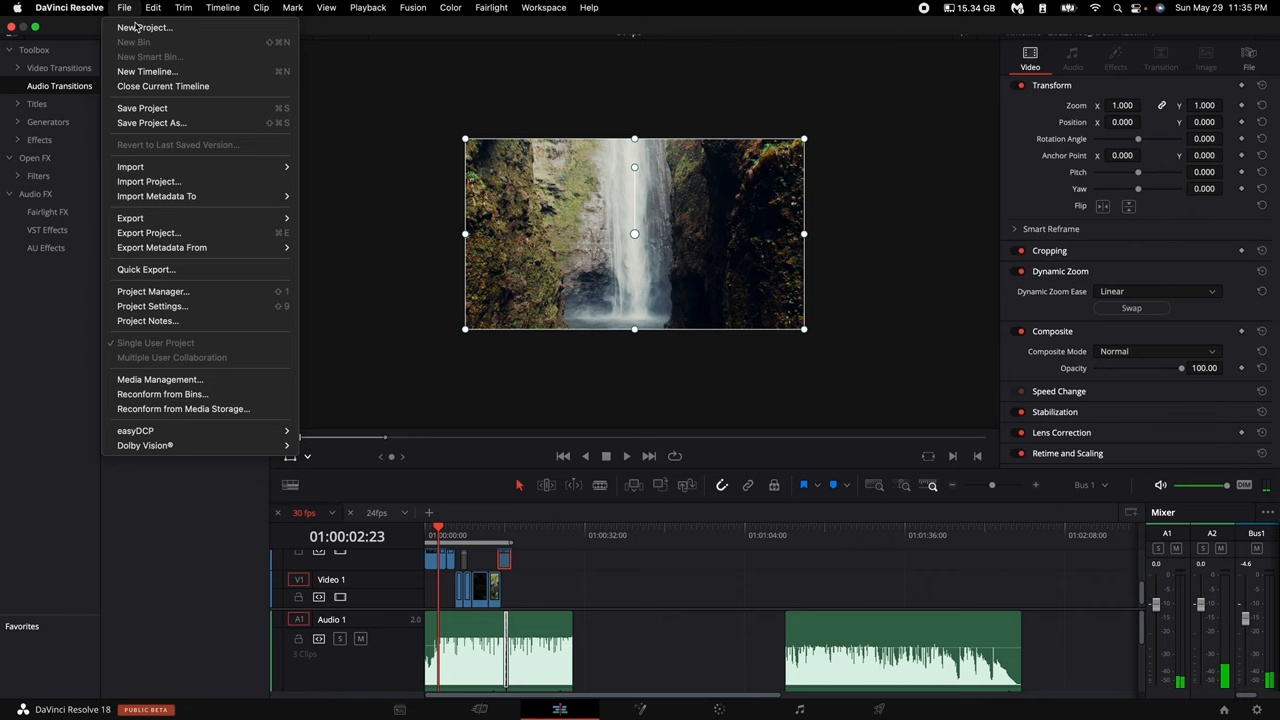 DaVinci Resolve File Edit Trim Timeline Clip Mark View Playback Fusion Color Fairlight Workspace Help 15.34 GB Sun May 29 11:35 PM
New Project...
New Bin ⇧⌘N
New Smart Bin...
New Timeline... ⌘N
Close Current Timeline
Save Project ⌘S
Save Project As... ⇧⌘S
Revert to Last Saved Version...
Import
Import Project...
Import Metadata To
Export
Export Project... ⌘E
Export Metadata From
Quick Export...
Project Manager... ⇧1
Project Settings... ⇧9
Project Notes...
✓ Single User Project
Multiple User Collaboration
Media Management...
Reconform from Bins...
Reconform from Media Storage...
easyDCP
Dolby Vision®
Toolbox
Video Transitions
Audio Transitions
Titles
Generators
Effects
Open FX
Filters
Audio FX
Fairlight FX
VST Effects
AU Effects
Favorites
Video Audio Effects Transition Image File
Transform
Zoom X 1.000 Y 1.000
Position X 0.000 Y 0.000
Rotation Angle 0.000
Anchor Point X 0.000 Y 0.000
Pitch 0.000
Yaw 0.000
Flip
Smart Reframe
Cropping
Dynamic Zoom
Dynamic Zoom Ease Linear
Swap
Composite
Composite Mode Normal
Opacity 100.00
Speed Change
Stabilization
Lens Correction
Retime and Scaling
Bus 1 DIM
30 fps 24fps
01:00:02:23
01:00:00:00 01:00:32:00 01:01:04:00 01:01:36:00 01:02:08:00
V1 Video 1
A1 Audio 1 2.0
S M
3 Clips
Mixer
A1 A2 Bus1
S M S M M
0.0 0.0 -4.6
DaVinci Resolve 18 PUBLIC BETA